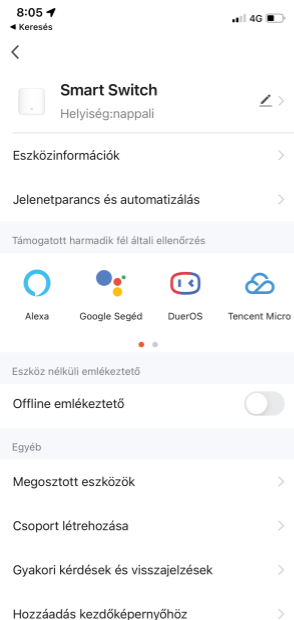 8:05
4G
◀ Keresés
Smart Switch
Helyiség:nappali
Eszközinformációk
Jelenetparancs és automatizálás
Támogatott harmadik fél általi ellenőrzés
Alexa
Google Segéd
DuerOS
Tencent Micro
Eszköz nélküli emlékeztető
Offline emlékeztető
Egyéb
Megosztott eszközök
Csoport létrehozása
Gyakori kérdések és visszajelzések
Hozzáadás kezdőképernyőhöz